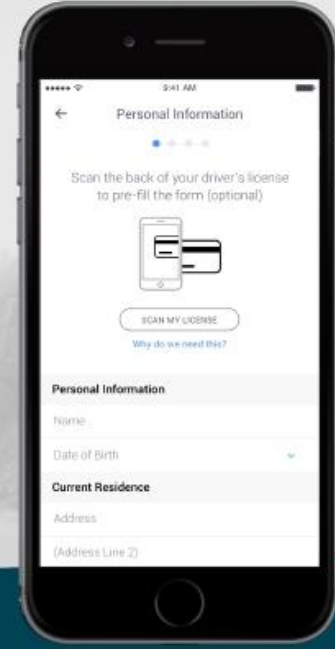 9:41 AM
Personal Information
Scan the back of your driver's license
to pre-fill the form (optional)
SCAN MY LICENSE
Why do we need this?
Personal Information
Name
Date of Birth
Current Residence
Address
(Address Line 2)